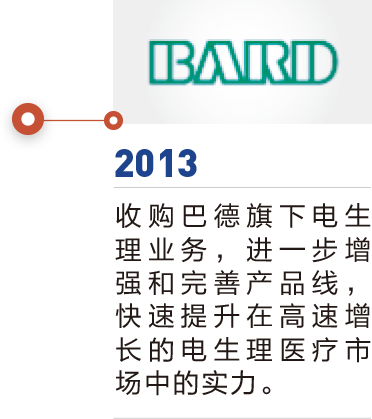 BARD
2013
收购巴德旗下电生
理业务，进一步增
强和完善产品线，
快速提升在高速增
长的电生理医疗市
场中的实力。